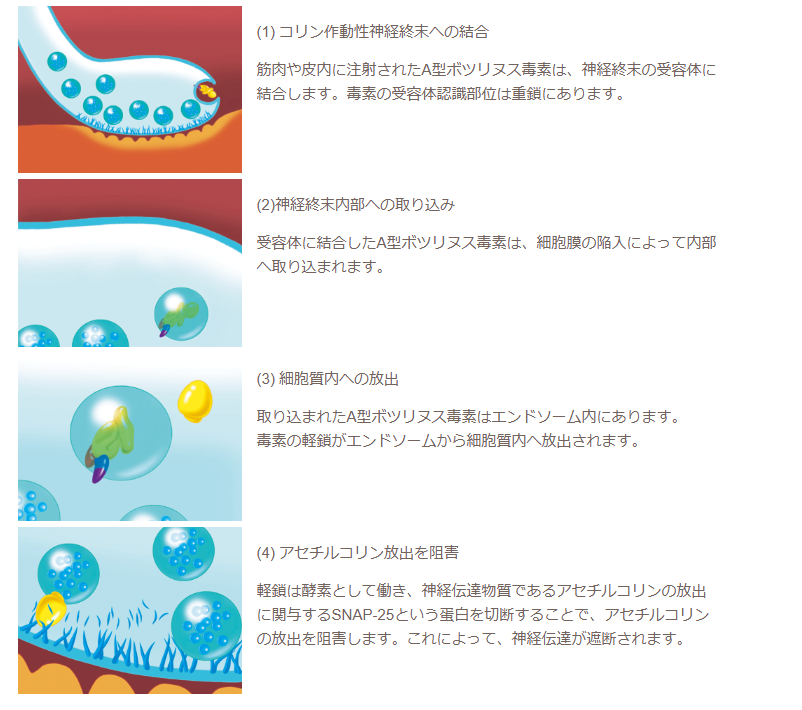 (1) コリン作動性神経終末への結合
筋肉や皮内に注射されたA型ボツリヌス毒素は、神経終末の受容体に
結合します。毒素の受容体認識部位は重鎖にあります。
(2)神経終末内部への取り込み
受容体に結合したA型ボツリヌス毒素は、細胞膜の陥入によって内部
へ取り込まれます。
(3) 細胞質内への放出
取り込まれたA型ボツリヌス毒素はエンドソーム内にあります。
毒素の軽鎖がエンドソームから細胞質内へ放出されます。
(4) アセチルコリン放出を阻害
軽鎖は酵素として働き、神経伝達物質であるアセチルコリンの放出
に関与するSNAP-25という蛋白を切断することで、アセチルコリン
の放出を阻害します。これによって、神経伝達が遮断されます。